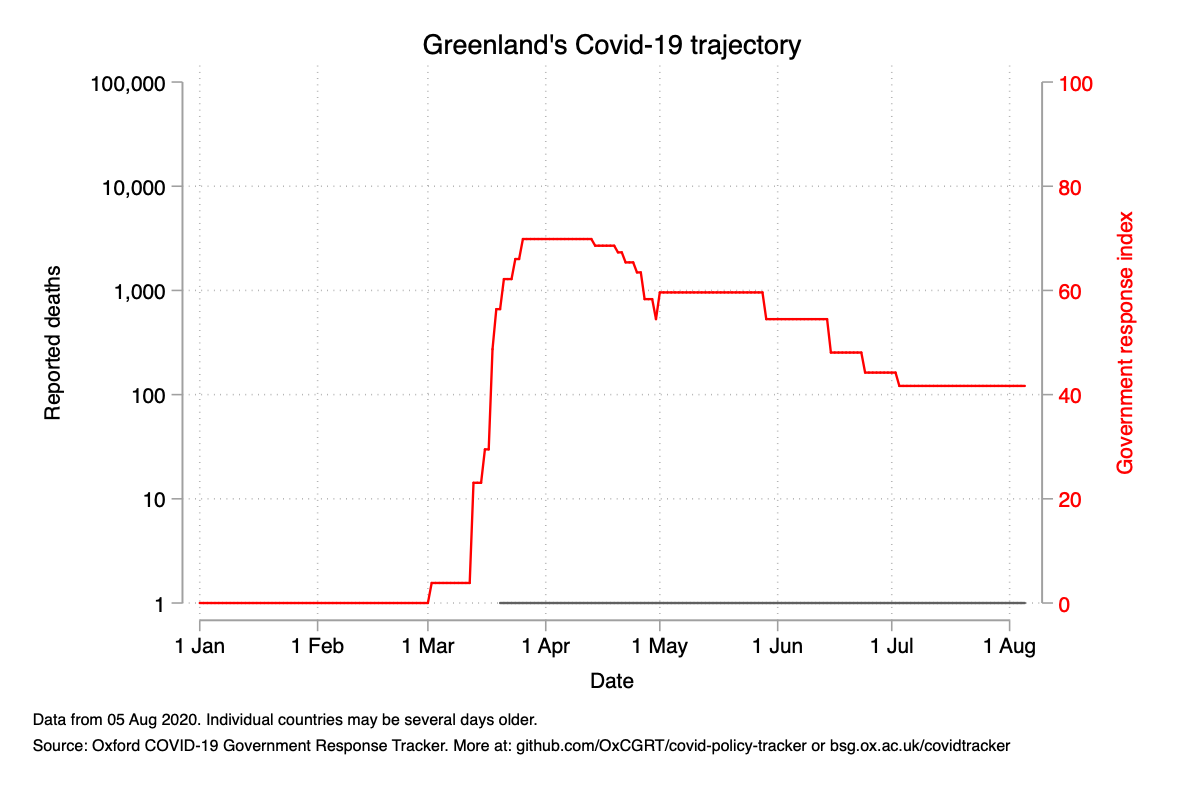 Greenland's Covid-19 trajectory
100,000
10,000
1,000
100
10
1
Reported deaths
100
80
60
40
20
0
Government response index
1 Jan 1 Feb 1 Mar 1 Apr 1 May 1 Jun 1 Jul 1 Aug
Date
Data from 05 Aug 2020. Individual countries may be several days older.
Source: Oxford COVID-19 Government Response Tracker. More at: github.com/OxCGRT/covid-policy-tracker or bsg.ox.ac.uk/covidtracker